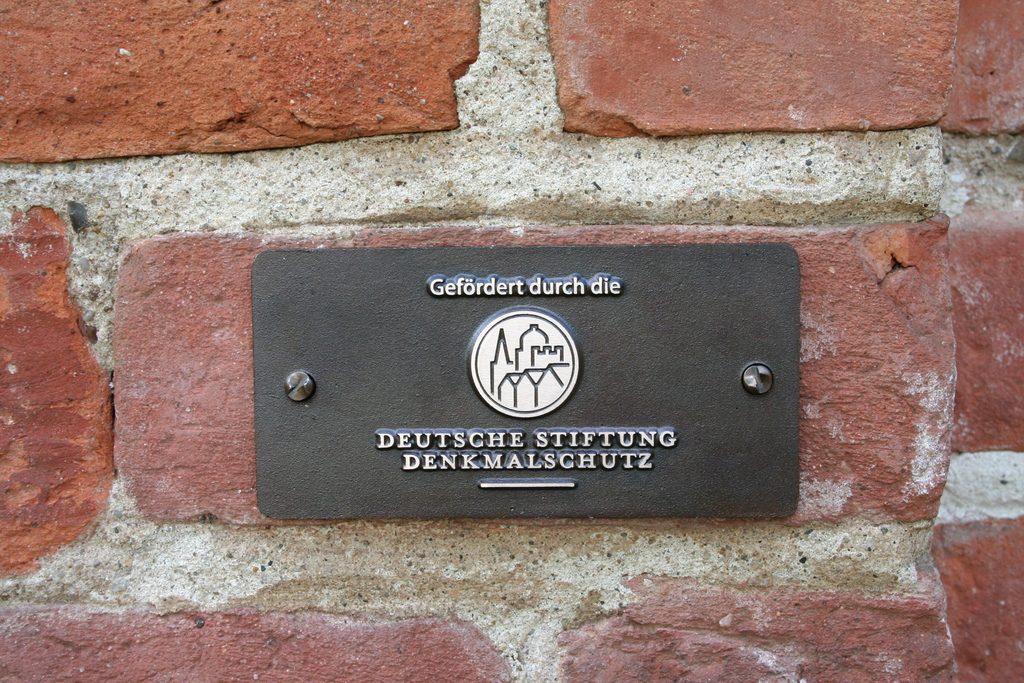 Gefördert durch die
DEUTSCHE STIFTUNG
DENKMALSCHUTZ